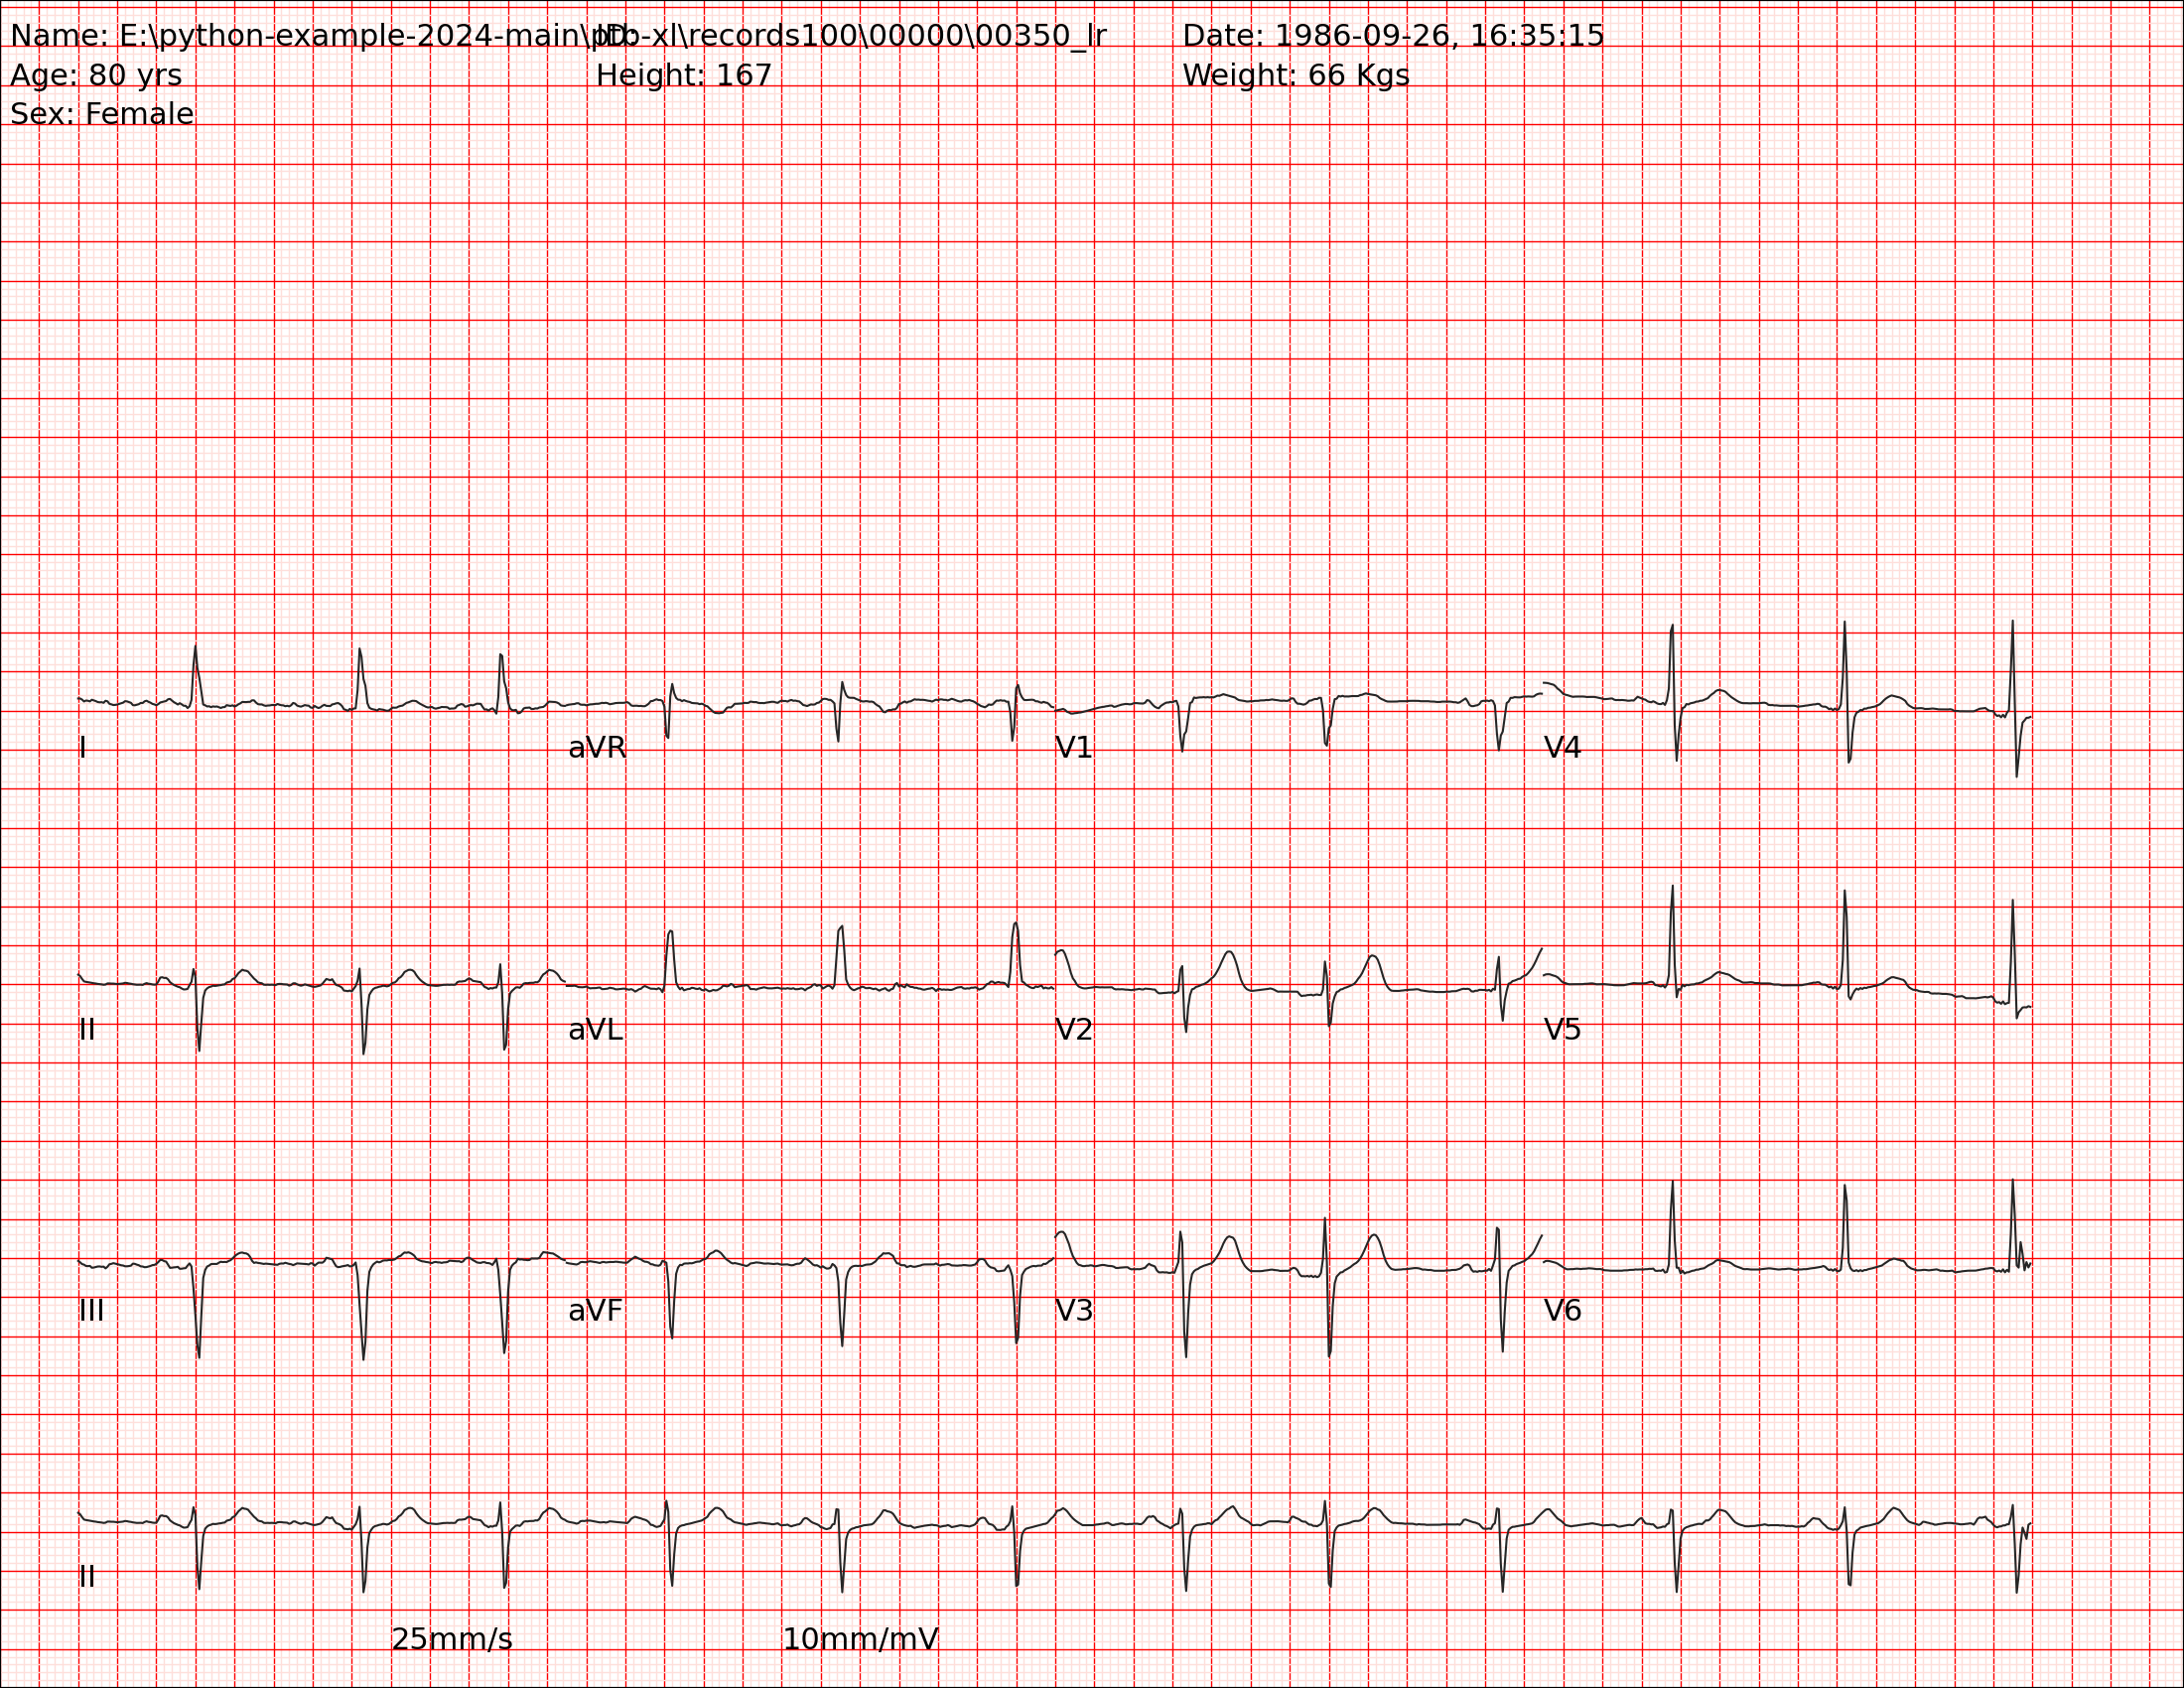 Name: E:\python-example-2024-main\ptb-xl\records100\00000\00350_lr ID: Date: 1986-09-26, 16:35:15
Age: 80 yrs Height: 167 Weight: 66 Kgs
Sex: Female
I aVR V1 V4
II aVL V2 V5
III aVF V3 V6
II
25mm/s 10mm/mV